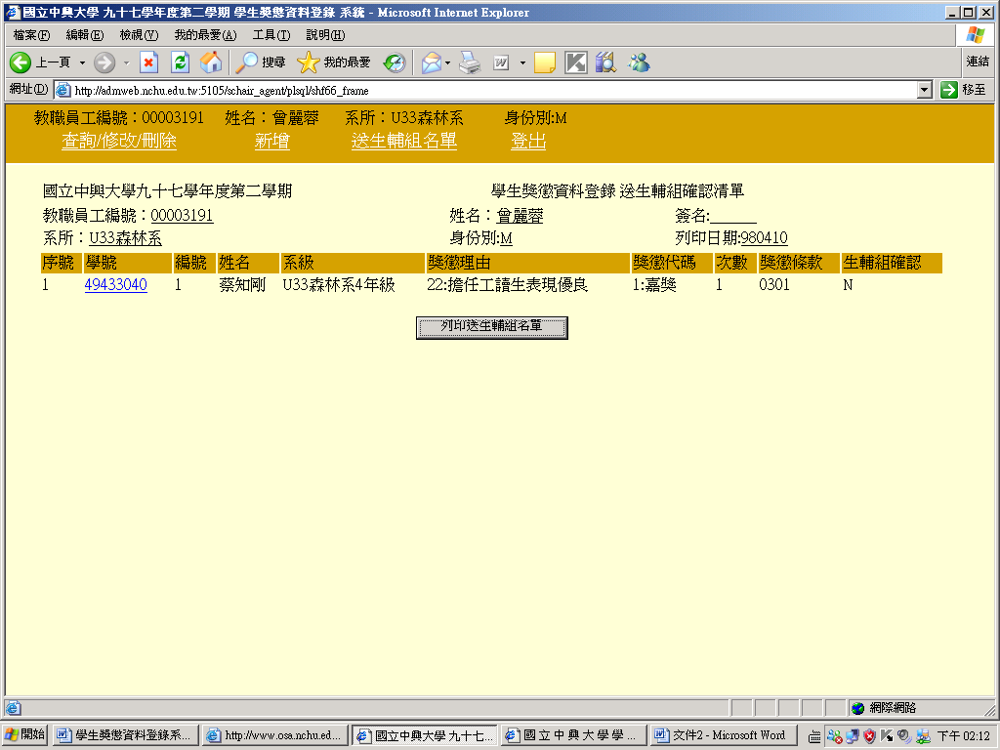 國立中興大學 九十七學年度第二學期 學生獎懲資料登錄 系統 - Microsoft Internet Explorer
檔案(F) 編輯(E) 檢視(V) 我的最愛(A) 工具(T) 說明(H)
上一頁 搜尋 我的最愛 連結
網址(D) http://admweb.nchu.edu.tw:5105/schair_agent/plsql/shf66_frame 移至
教職員工編號：00003191 姓名：曾麗蓉 系所：U33森林系 身份別:M
查詢/修改/刪除 新增 送生輔組名單 登出
國立中興大學九十七學年度第二學期 學生獎懲資料登錄 送生輔組確認清單
教職員工編號：00003191 姓名：曾麗蓉 簽名:______
系所：U33森林系 身份別:M 列印日期:980410
序號 學號 編號 姓名 系級 獎懲理由 獎懲代碼 次數 獎懲條款 生輔組確認
1 49433040 1 蔡知剛 U33森林系4年級 22:擔任工讀生表現優良 1:嘉獎 1 0301 N
列印送生輔組名單
網際網路
開始 學生獎懲資料登錄系... http://www.osa.nchu.ed... 國立中興大學 九十七... 國 立 中 興 大 學 學 ... 文件2 - Microsoft Word 下午 02:12